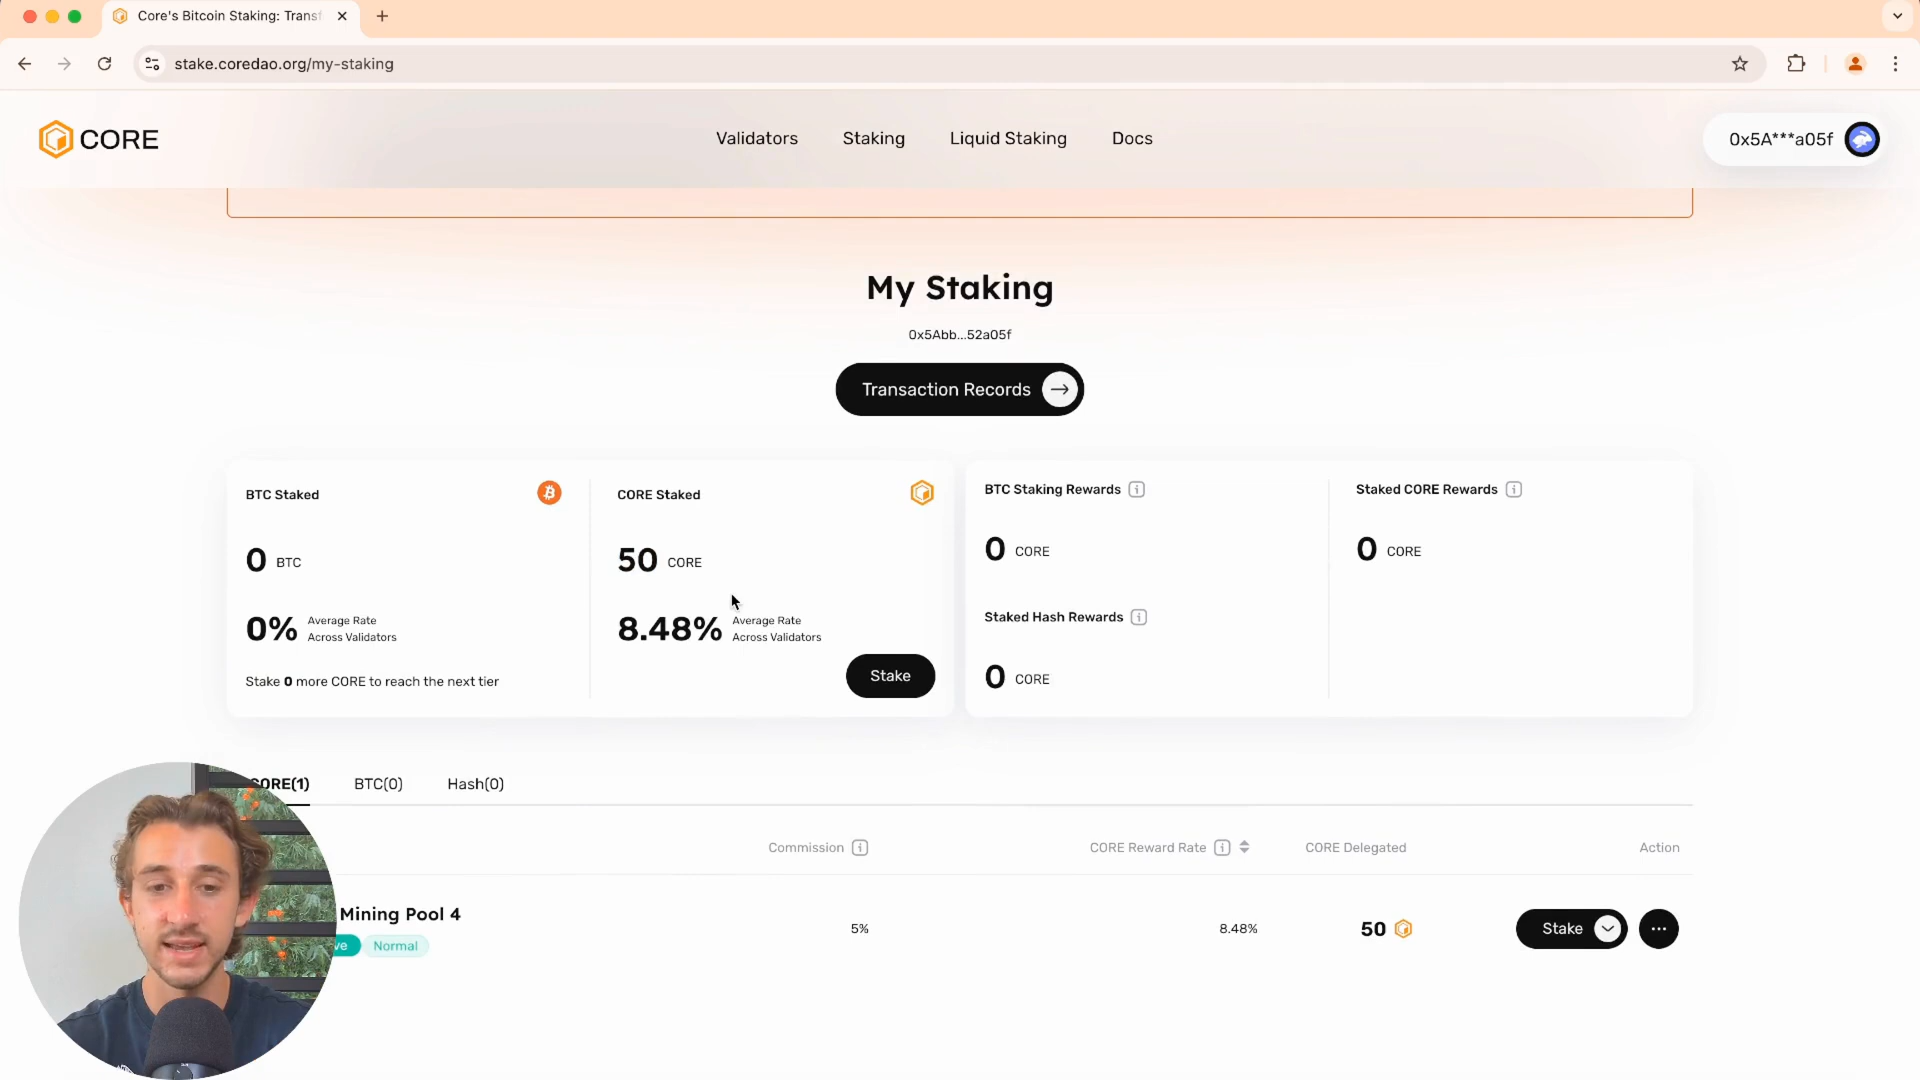 Core's Bitcoin Staking: Transf
stake.coredao.org/my-staking
CORE
Validators
Staking
Liquid Staking
Docs
0x5A***a05f
My Staking
0x5Abb...52a05f
Transaction Records
BTC Staked
0 BTC
0% Average Rate
Across Validators
Stake 0 more CORE to reach the next tier
CORE Staked
50 CORE
8.48% Average Rate
Across Validators
Stake
BTC Staking Rewards
0 CORE
Staked Hash Rewards
0 CORE
Staked CORE Rewards
0 CORE
CORE(1)
BTC(0)
Hash(0)
Commission
CORE Reward Rate
CORE Delegated
Action
Mining Pool 4
Normal
5%
8.48%
50
Stake